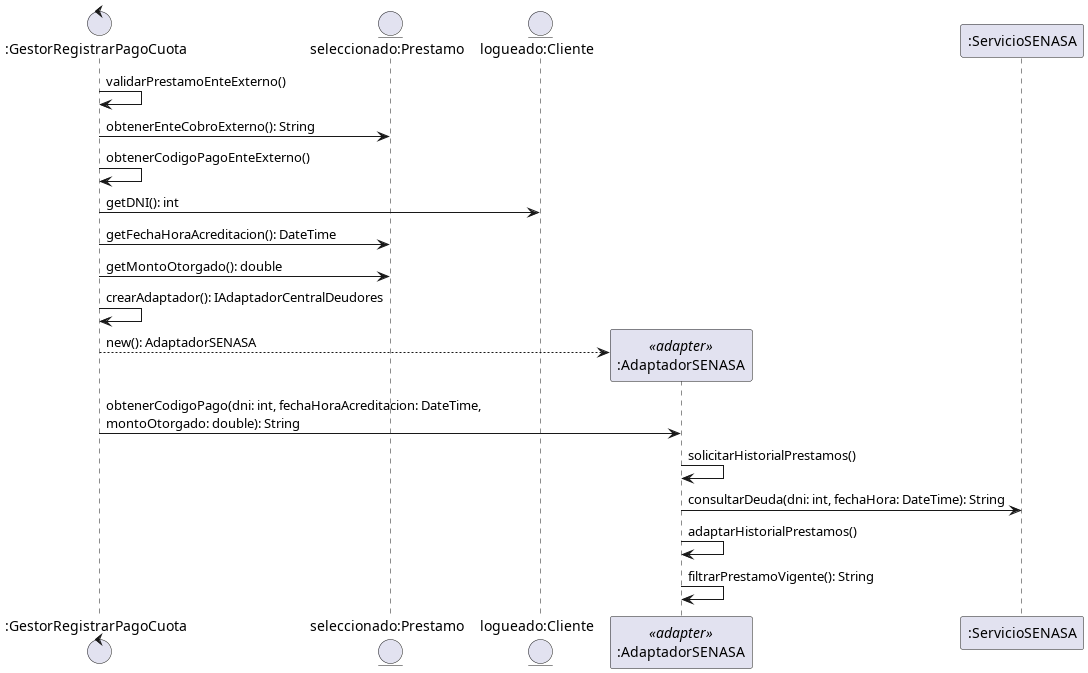 :GestorRegistrarPagoCuota
seleccionado:Prestamo
logueado:Cliente
:ServicioSENASA
validarPrestamoEnteExterno()
obtenerEnteCobroExterno(): String
obtenerCodigoPagoEnteExterno()
getDNI(): int
getFechaHoraAcreditacion(): DateTime
getMontoOtorgado(): double
crearAdaptador(): IAdaptadorCentralDeudores
new(): AdaptadorSENASA
«adapter»
:AdaptadorSENASA
obtenerCodigoPago(dni: int, fechaHoraAcreditacion: DateTime,
montoOtorgado: double): String
solicitarHistorialPrestamos()
consultarDeuda(dni: int, fechaHora: DateTime): String
adaptarHistorialPrestamos()
filtrarPrestamoVigente(): String
:GestorRegistrarPagoCuota
seleccionado:Prestamo
logueado:Cliente
«adapter»
:AdaptadorSENASA
:ServicioSENASA